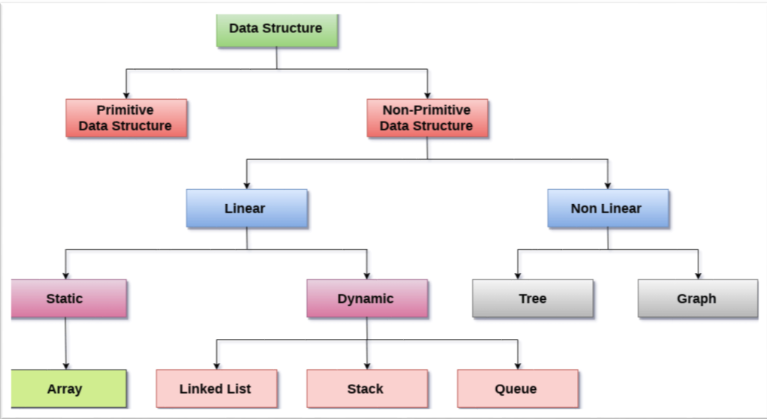 Data Structure
Primitive
Data Structure
Non-Primitive
Data Structure
Linear
Non Linear
Static
Dynamic
Tree
Graph
Array
Linked List
Stack
Queue